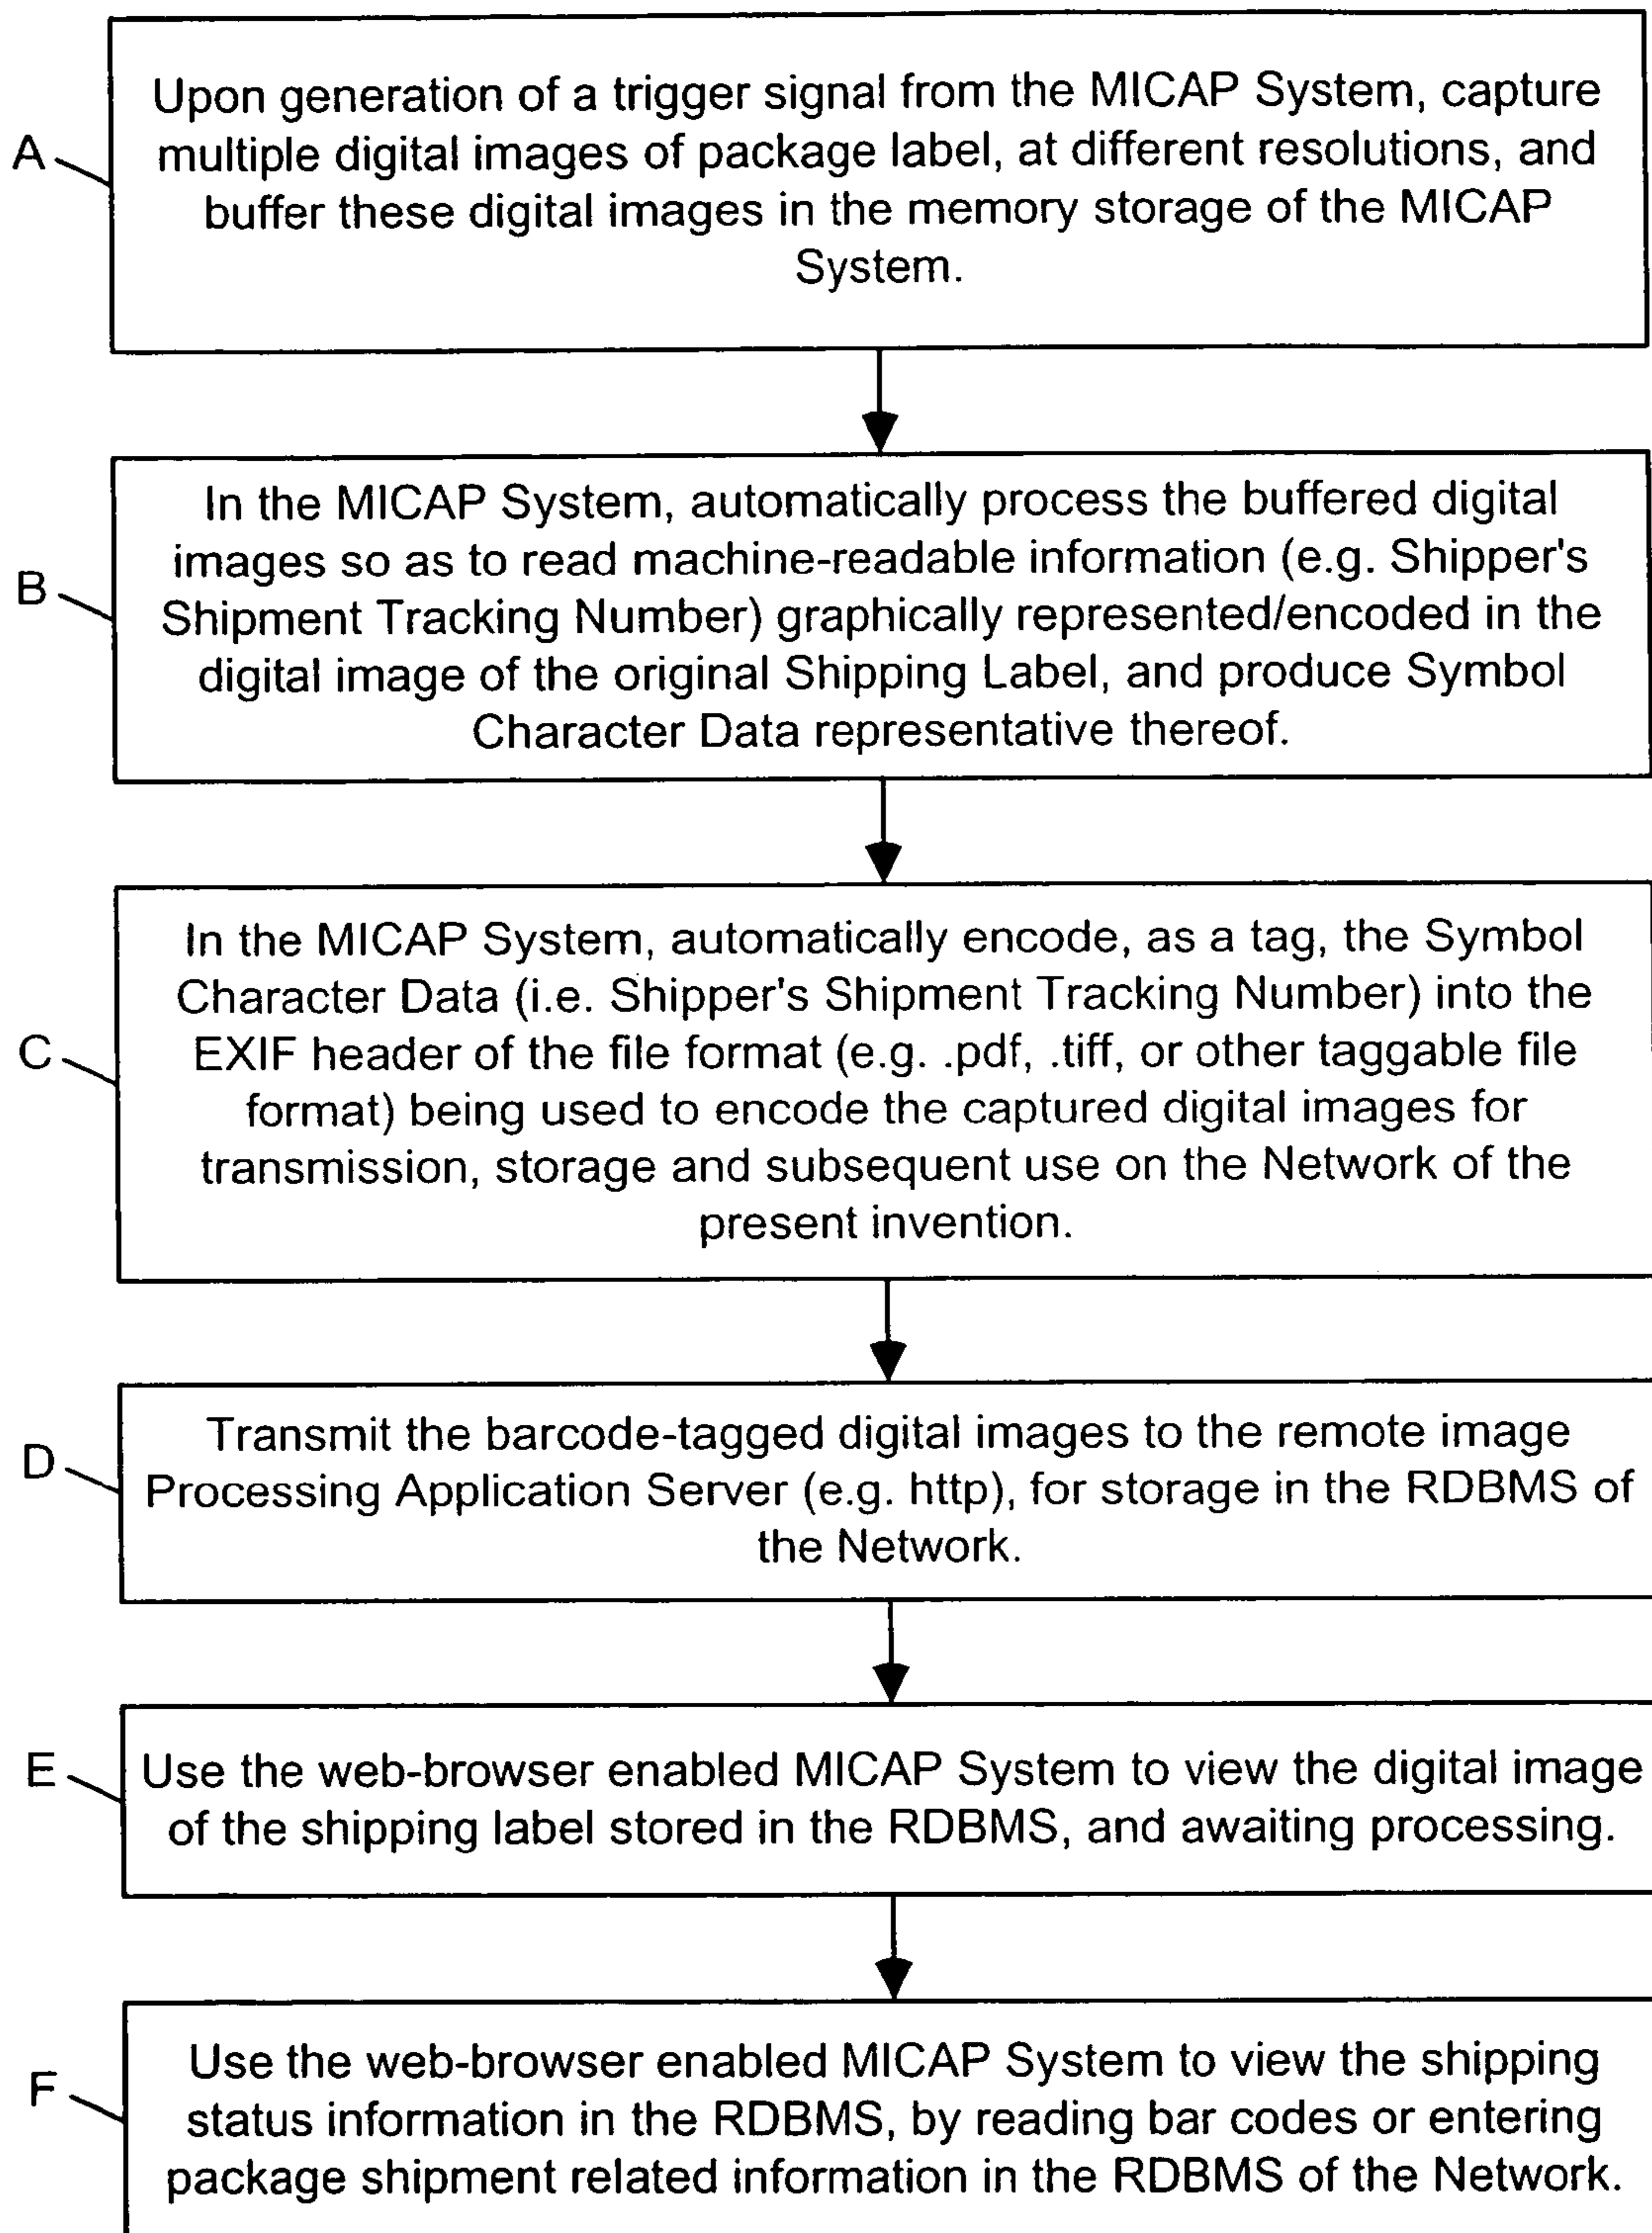 A
Upon generation of a trigger signal from the MICAP System, capture
multiple digital images of package label, at different resolutions, and
buffer these digital images in the memory storage of the MICAP
System.
B
In the MICAP System, automatically process the buffered digital
images so as to read machine-readable information (e.g. Shipper's
Shipment Tracking Number) graphically represented/encoded in the
digital image of the original Shipping Label, and produce Symbol
Character Data representative thereof.
C
In the MICAP System, automatically encode, as a tag, the Symbol
Character Data (i.e. Shipper's Shipment Tracking Number) into the
EXIF header of the file format (e.g. .pdf, .tiff, or other taggable file
format) being used to encode the captured digital images for
transmission, storage and subsequent use on the Network of the
present invention.
D
Transmit the barcode-tagged digital images to the remote image
Processing Application Server (e.g. http), for storage in the RDBMS of
the Network.
E
Use the web-browser enabled MICAP System to view the digital image
of the shipping label stored in the RDBMS, and awaiting processing.
F
Use the web-browser enabled MICAP System to view the shipping
status information in the RDBMS, by reading bar codes or entering
package shipment related information in the RDBMS of the Network.